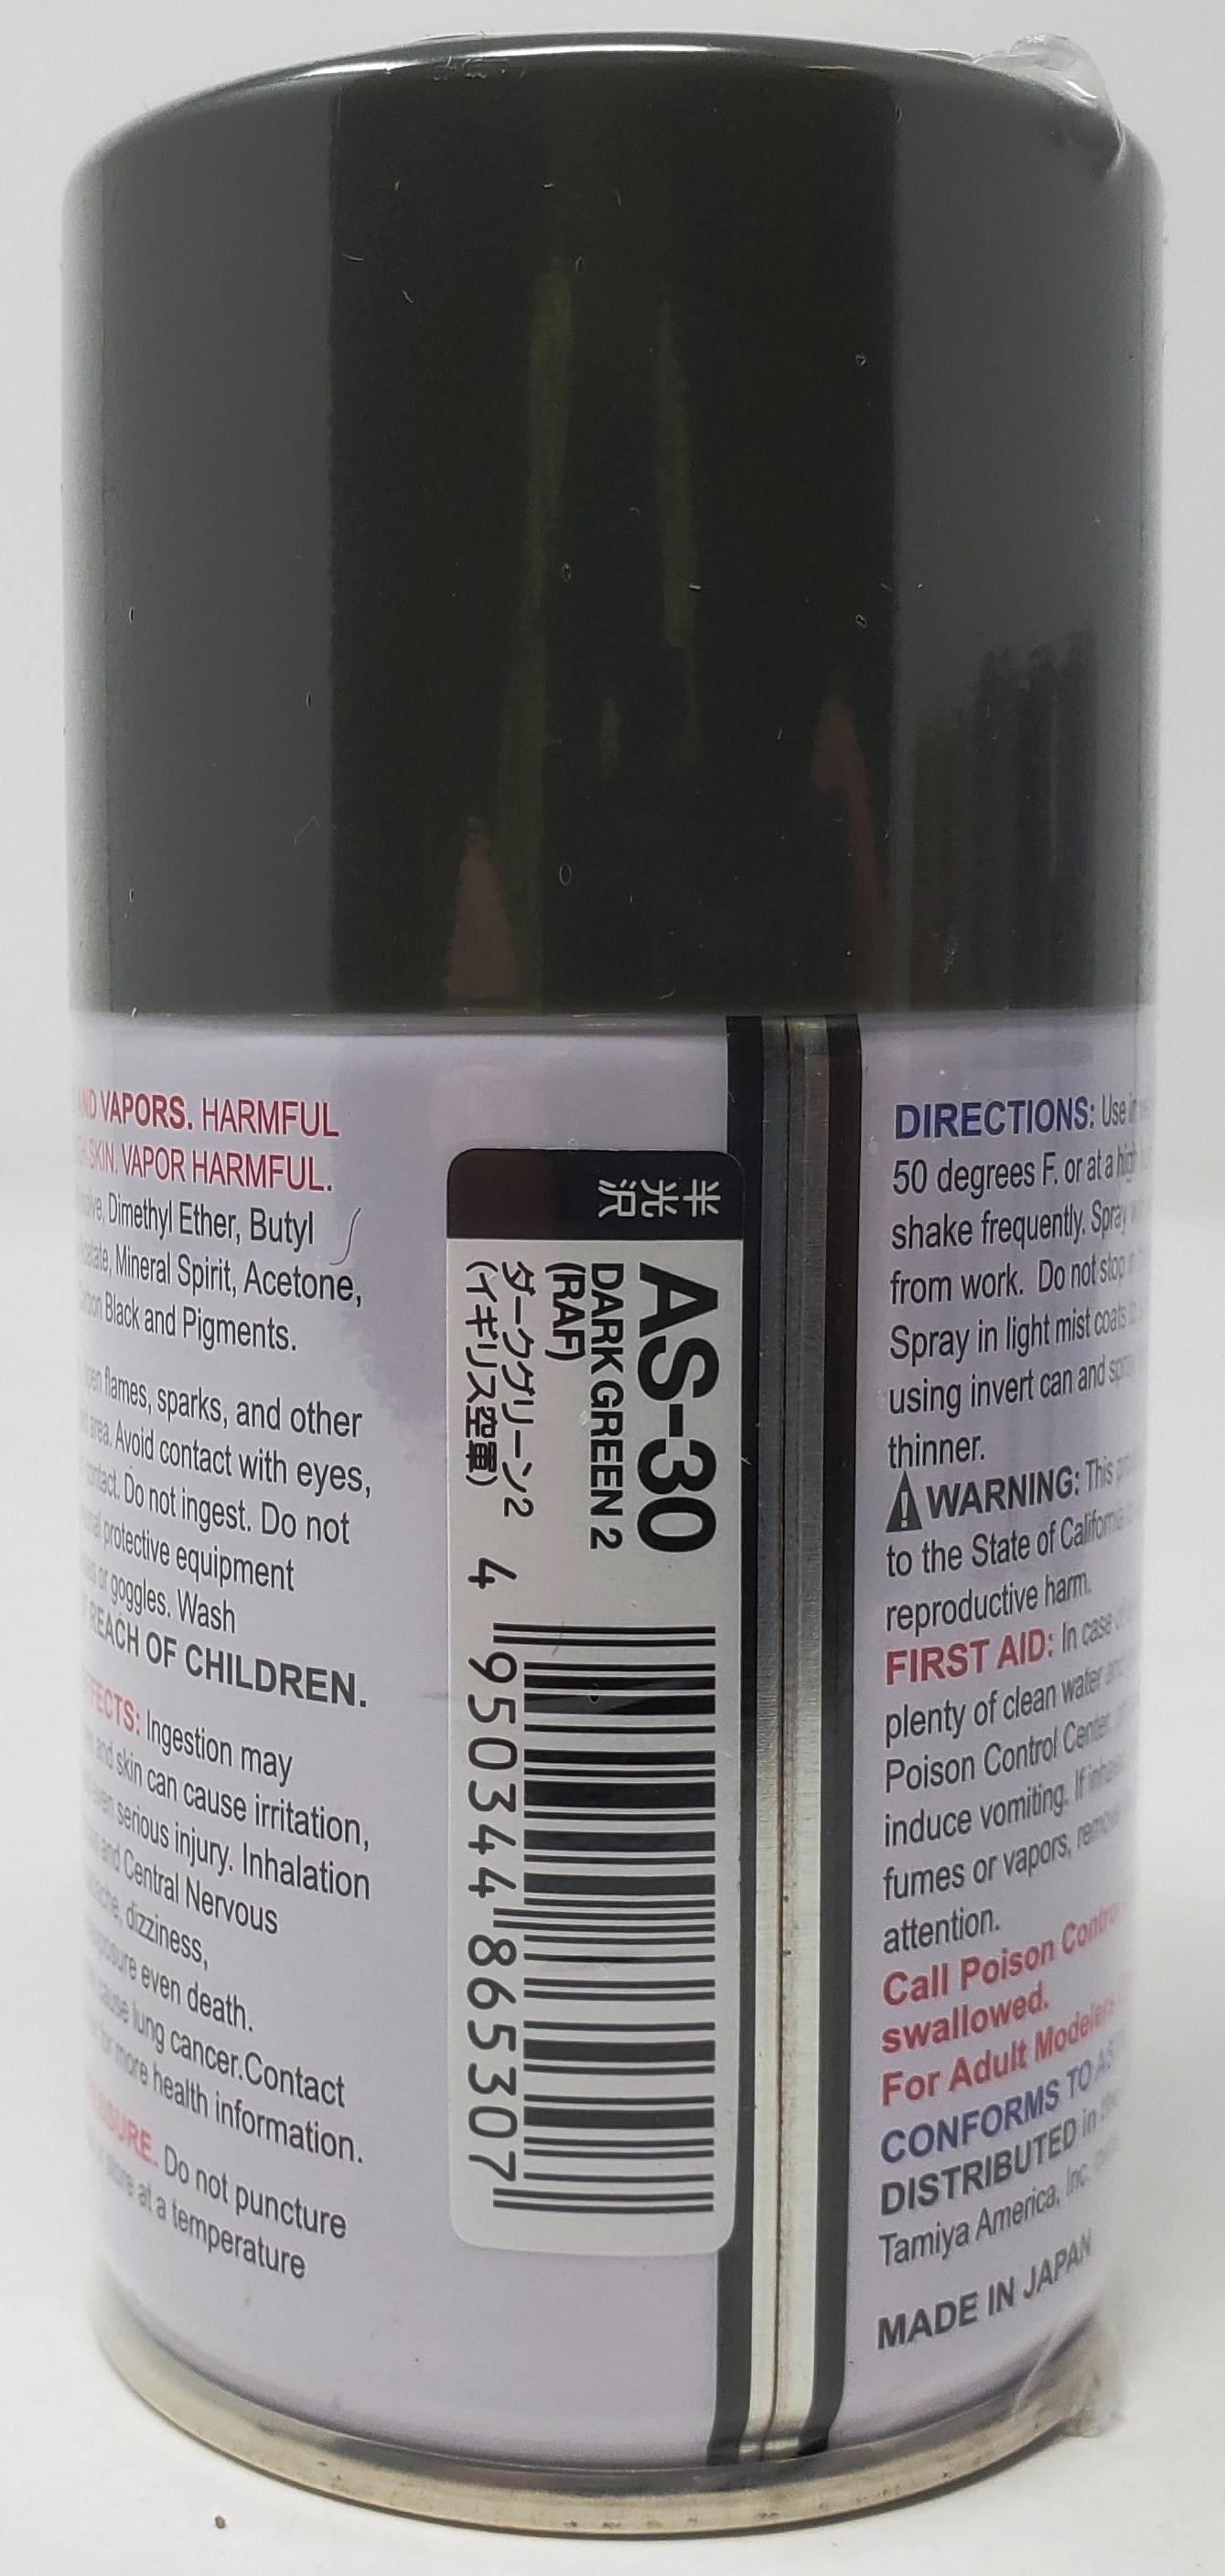 AND VAPORS. HARMFUL
SKIN. VAPOR HARMFUL.
Dimethyl Ether, Butyl
Mineral Spirit, Acetone,
Carbon Black and Pigments.
open flames, sparks, and other
area. Avoid contact with eyes,
contact. Do not ingest. Do not
protective equipment
or goggles. Wash
REACH OF CHILDREN.
EFFECTS: Ingestion may
and skin can cause irritation,
even serious injury. Inhalation
and Central Nervous
dizziness,
even death.
cause lung cancer.Contact
for more health information.
Do not puncture
store at a temperature
半光沢
AS-30
DARK GREEN 2
(RAF)
ダークグリーン2
(イギリス空軍)
4 950344 865307
DIRECTIONS: Use
50 degrees F. or at a high
shake frequently. Spray
from work. Do not stop
Spray in light mist coats
using invert can and
thinner.
WARNING: This
to the State of California
reproductive harm.
FIRST AID: In case
plenty of clean water
Poison Control Center,
induce vomiting. If
fumes or vapors,
attention.
Call Poison Control
swallowed.
For Adult Modelers
CONFORMS TO
DISTRIBUTED in
Tamiya America, Inc.
MADE IN JAPAN